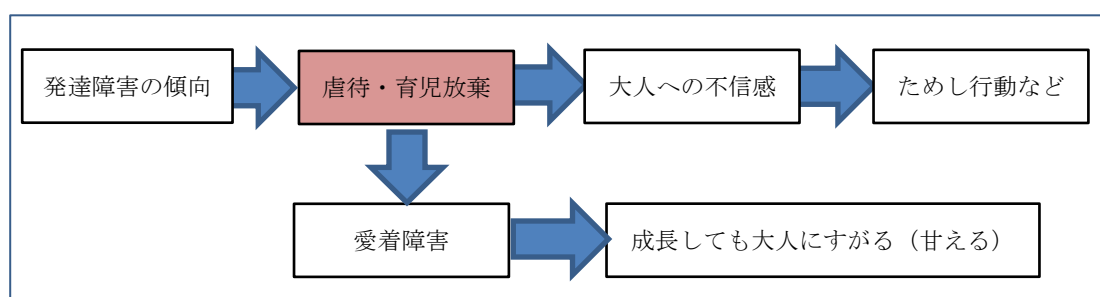 発達障害の傾向
虐待・育児放棄
大人への不信感
ためし行動など
愛着障害
成長しても大人にすがる（甘える）